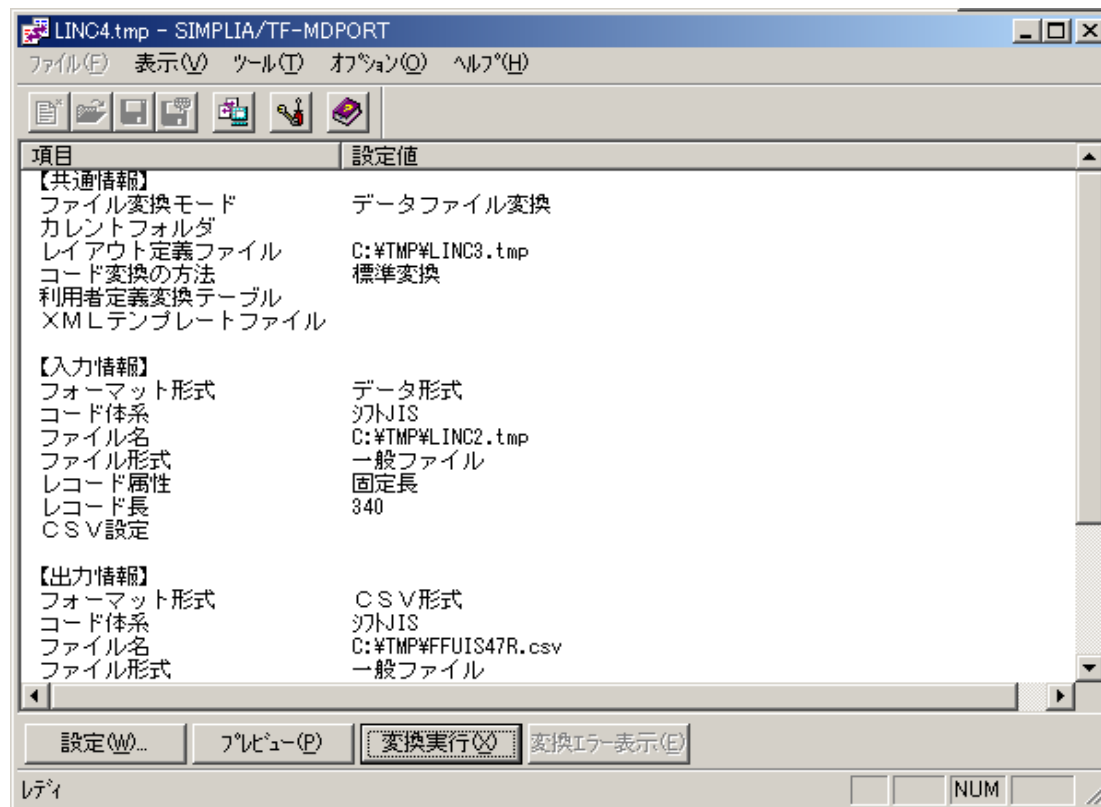 LINC4.tmp - SIMPLIA/TF-MDPORT
ファイル(F) 表示(V) ツール(T) ｵﾌﾟｼｮﾝ(O) ﾍﾙﾌﾟ(H)
項目 設定値
【共通情報】
ファイル変換モード データファイル変換
カレントフォルダ
レイアウト定義ファイル C:¥TMP¥LINC3.tmp
コード変換の方法 標準変換
利用者定義変換テーブル
ＸＭＬテンプレートファイル
【入力情報】
フォーマット形式 データ形式
コード体系 ｼﾌﾄJIS
ファイル名 C:¥TMP¥LINC2.tmp
ファイル形式 一般ファイル
レコード属性 固定長
レコード長 340
ＣＳＶ設定
【出力情報】
フォーマット形式 ＣＳＶ形式
コード体系 ｼﾌﾄJIS
ファイル名 C:¥TMP¥FFUIS47R.csv
ファイル形式 一般ファイル
設定(W)... ﾌﾟﾚﾋﾞｭｰ(P) 変換実行(X) 変換ｴﾗｰ表示(E)
ﾚﾃﾞｨ NUM